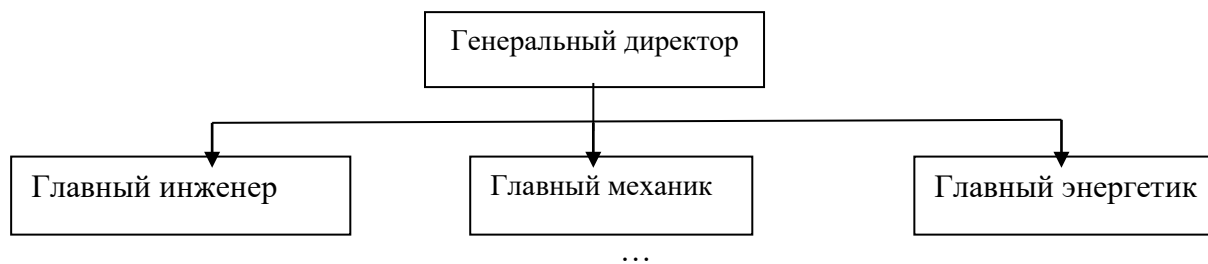 Генеральный директор
Главный инженер
Главный механик
Главный энергетик
…